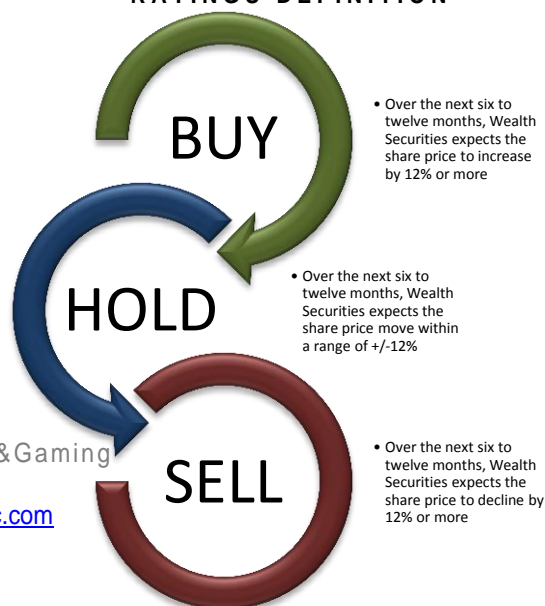 RATINGS DEFINITION
BUY
• Over the next six to
twelve months, Wealth
Securities expects the
share price to increase
by 12% or more
HOLD
• Over the next six to
twelve months, Wealth
Securities expects the
share price move within
a range of +/-12%
&Gaming
SELL
c.com
• Over the next six to
twelve months, Wealth
Securities expects the
share price to decline by
12% or more